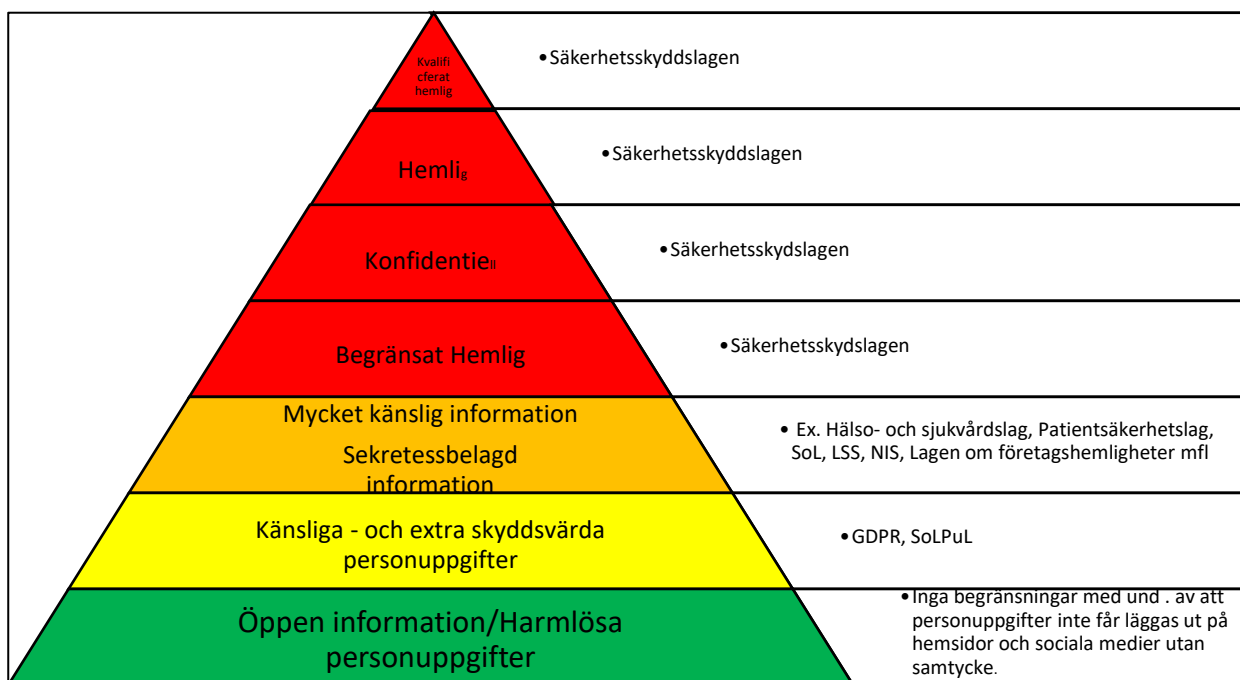 Kvalifi
cferat
hemlig
•Säkerhetsskyddslagen
Hemlig
•Säkerhetsskyddslagen
Konfidentiell
•Säkerhetsskydslagen
Begränsat Hemlig
•Säkerhetsskydslagen
Mycket känslig information
Sekretessbelagd
information
• Ex. Hälso- och sjukvårdslag, Patientsäkerhetslag,
SoL, LSS, NIS, Lagen om företagshemligheter mfl
Känsliga - och extra skyddsvärda
personuppgifter
•GDPR, SoLPuL
Öppen information/Harmlösa
personuppgifter
•Inga begränsningar med und . av att
personuppgifter inte får läggas ut på
hemsidor och sociala medier utan
samtycke.